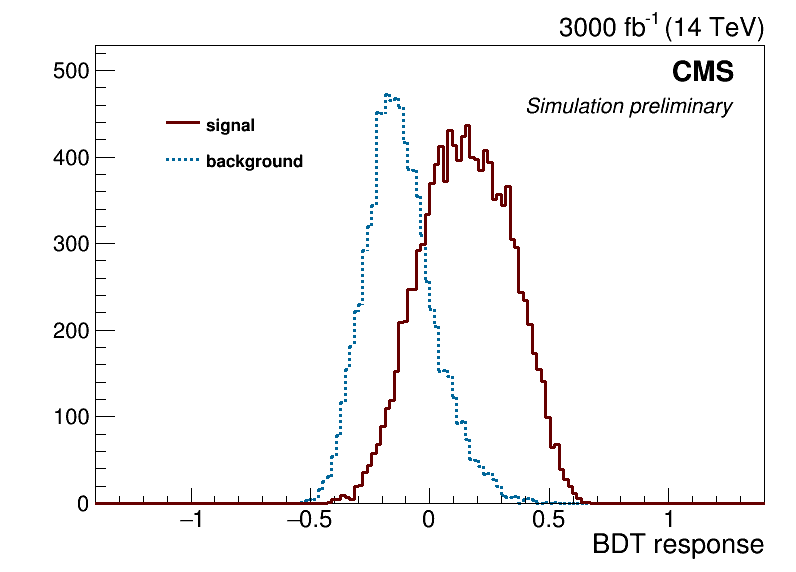 3000 fb⁻¹ (14 TeV)
CMS
Simulation preliminary
signal
background
500
400
300
200
100
0
−1 −0.5 0 0.5 1
BDT response